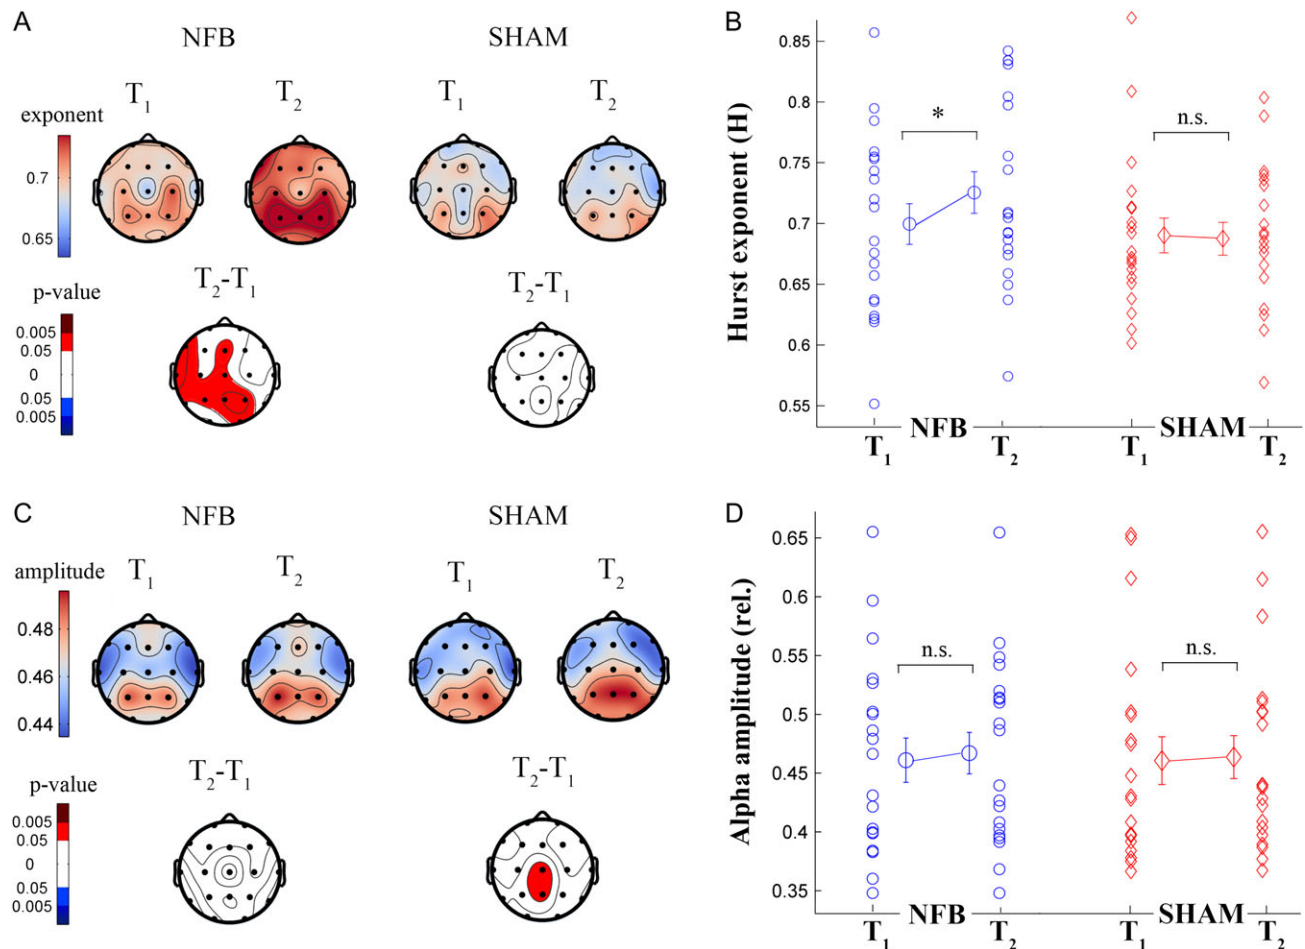 A
NFB
SHAM
T1
T2
T1
T2
exponent
0.7
0.65
T2-T1
T2-T1
p-value
0.005
0.05
0
0.05
0.005
B
Hurst exponent (H)
0.85
0.8
0.75
0.7
0.65
0.6
0.55
*
n.s.
NFB
SHAM
T1
T2
T1
T2
C
NFB
SHAM
T1
T2
T1
T2
amplitude
0.48
0.46
0.44
T2-T1
T2-T1
p-value
0.005
0.05
0
0.05
0.005
D
Alpha amplitude (rel.)
0.65
0.6
0.55
0.5
0.45
0.4
0.35
n.s.
n.s.
NFB
SHAM
T1
T2
T1
T2